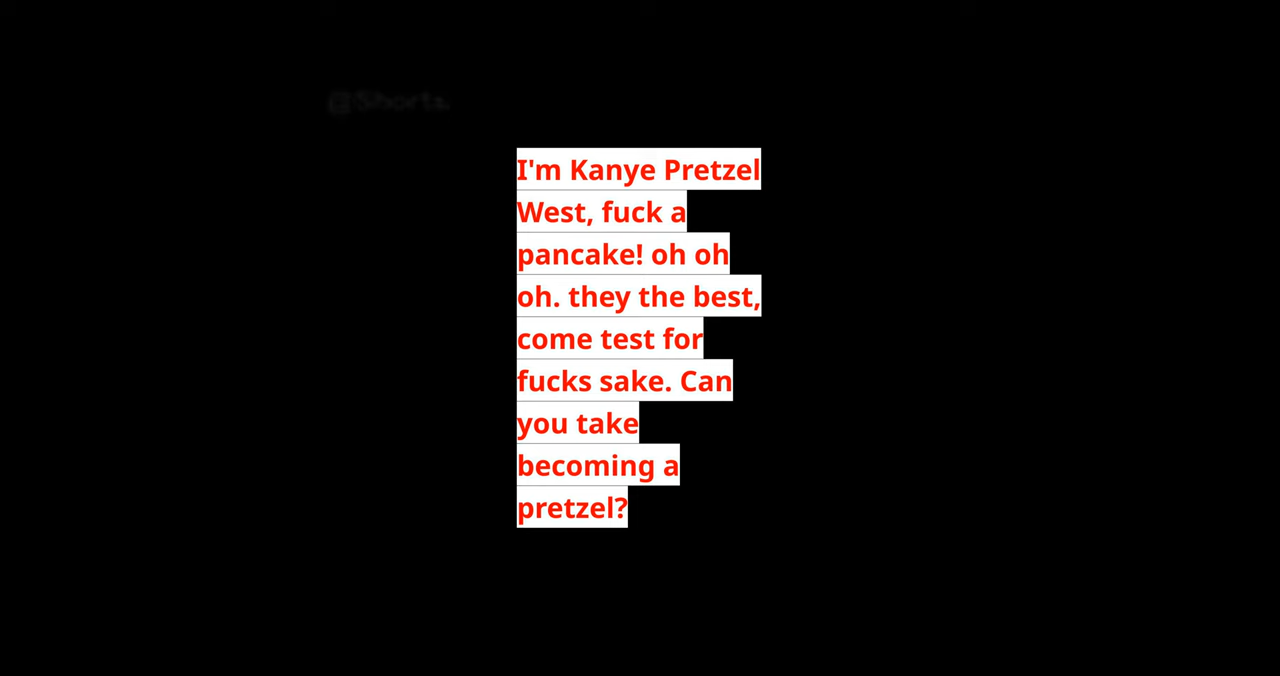 @Shorts.
I'm Kanye Pretzel
West, fuck a
pancake! oh oh
oh. they the best,
come test for
fucks sake. Can
you take
becoming a
pretzel?